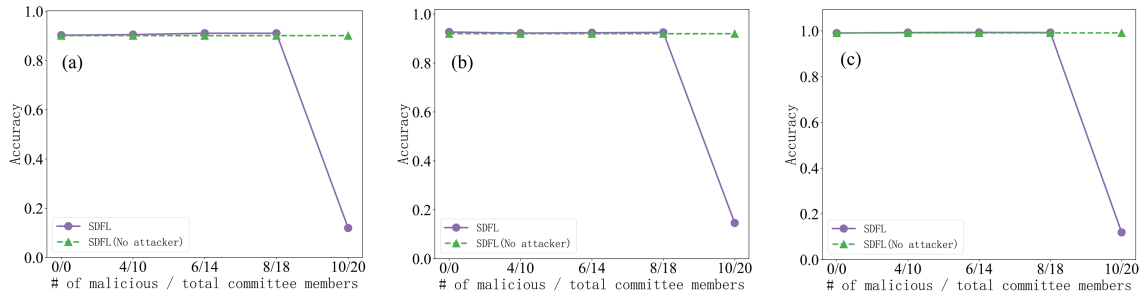 1.0
0.8
0.6
0.4
0.2
0.0
Accuracy
(a)
SDFL
SDFL(No attacker)
0/0 4/10 6/14 8/18 10/20
# of malicious / total committee members
1.0
0.8
0.6
0.4
0.2
0.0
Accuracy
(b)
SDFL
SDFL(No attacker)
0/0 4/10 6/14 8/18 10/20
# of malicious / total committee members
1.0
0.8
0.6
0.4
0.2
0.0
Accuracy
(c)
SDFL
SDFL(No attacker)
0/0 4/10 6/14 8/18 10/20
# of malicious / total committee members